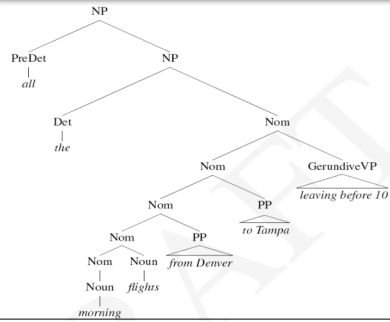 NP
PreDet NP
all
Det Nom
the
Nom GerundiveVP
leaving before 10
Nom PP
to Tampa
Nom PP
Nom Noun from Denver
Noun flights
morning
RAFT